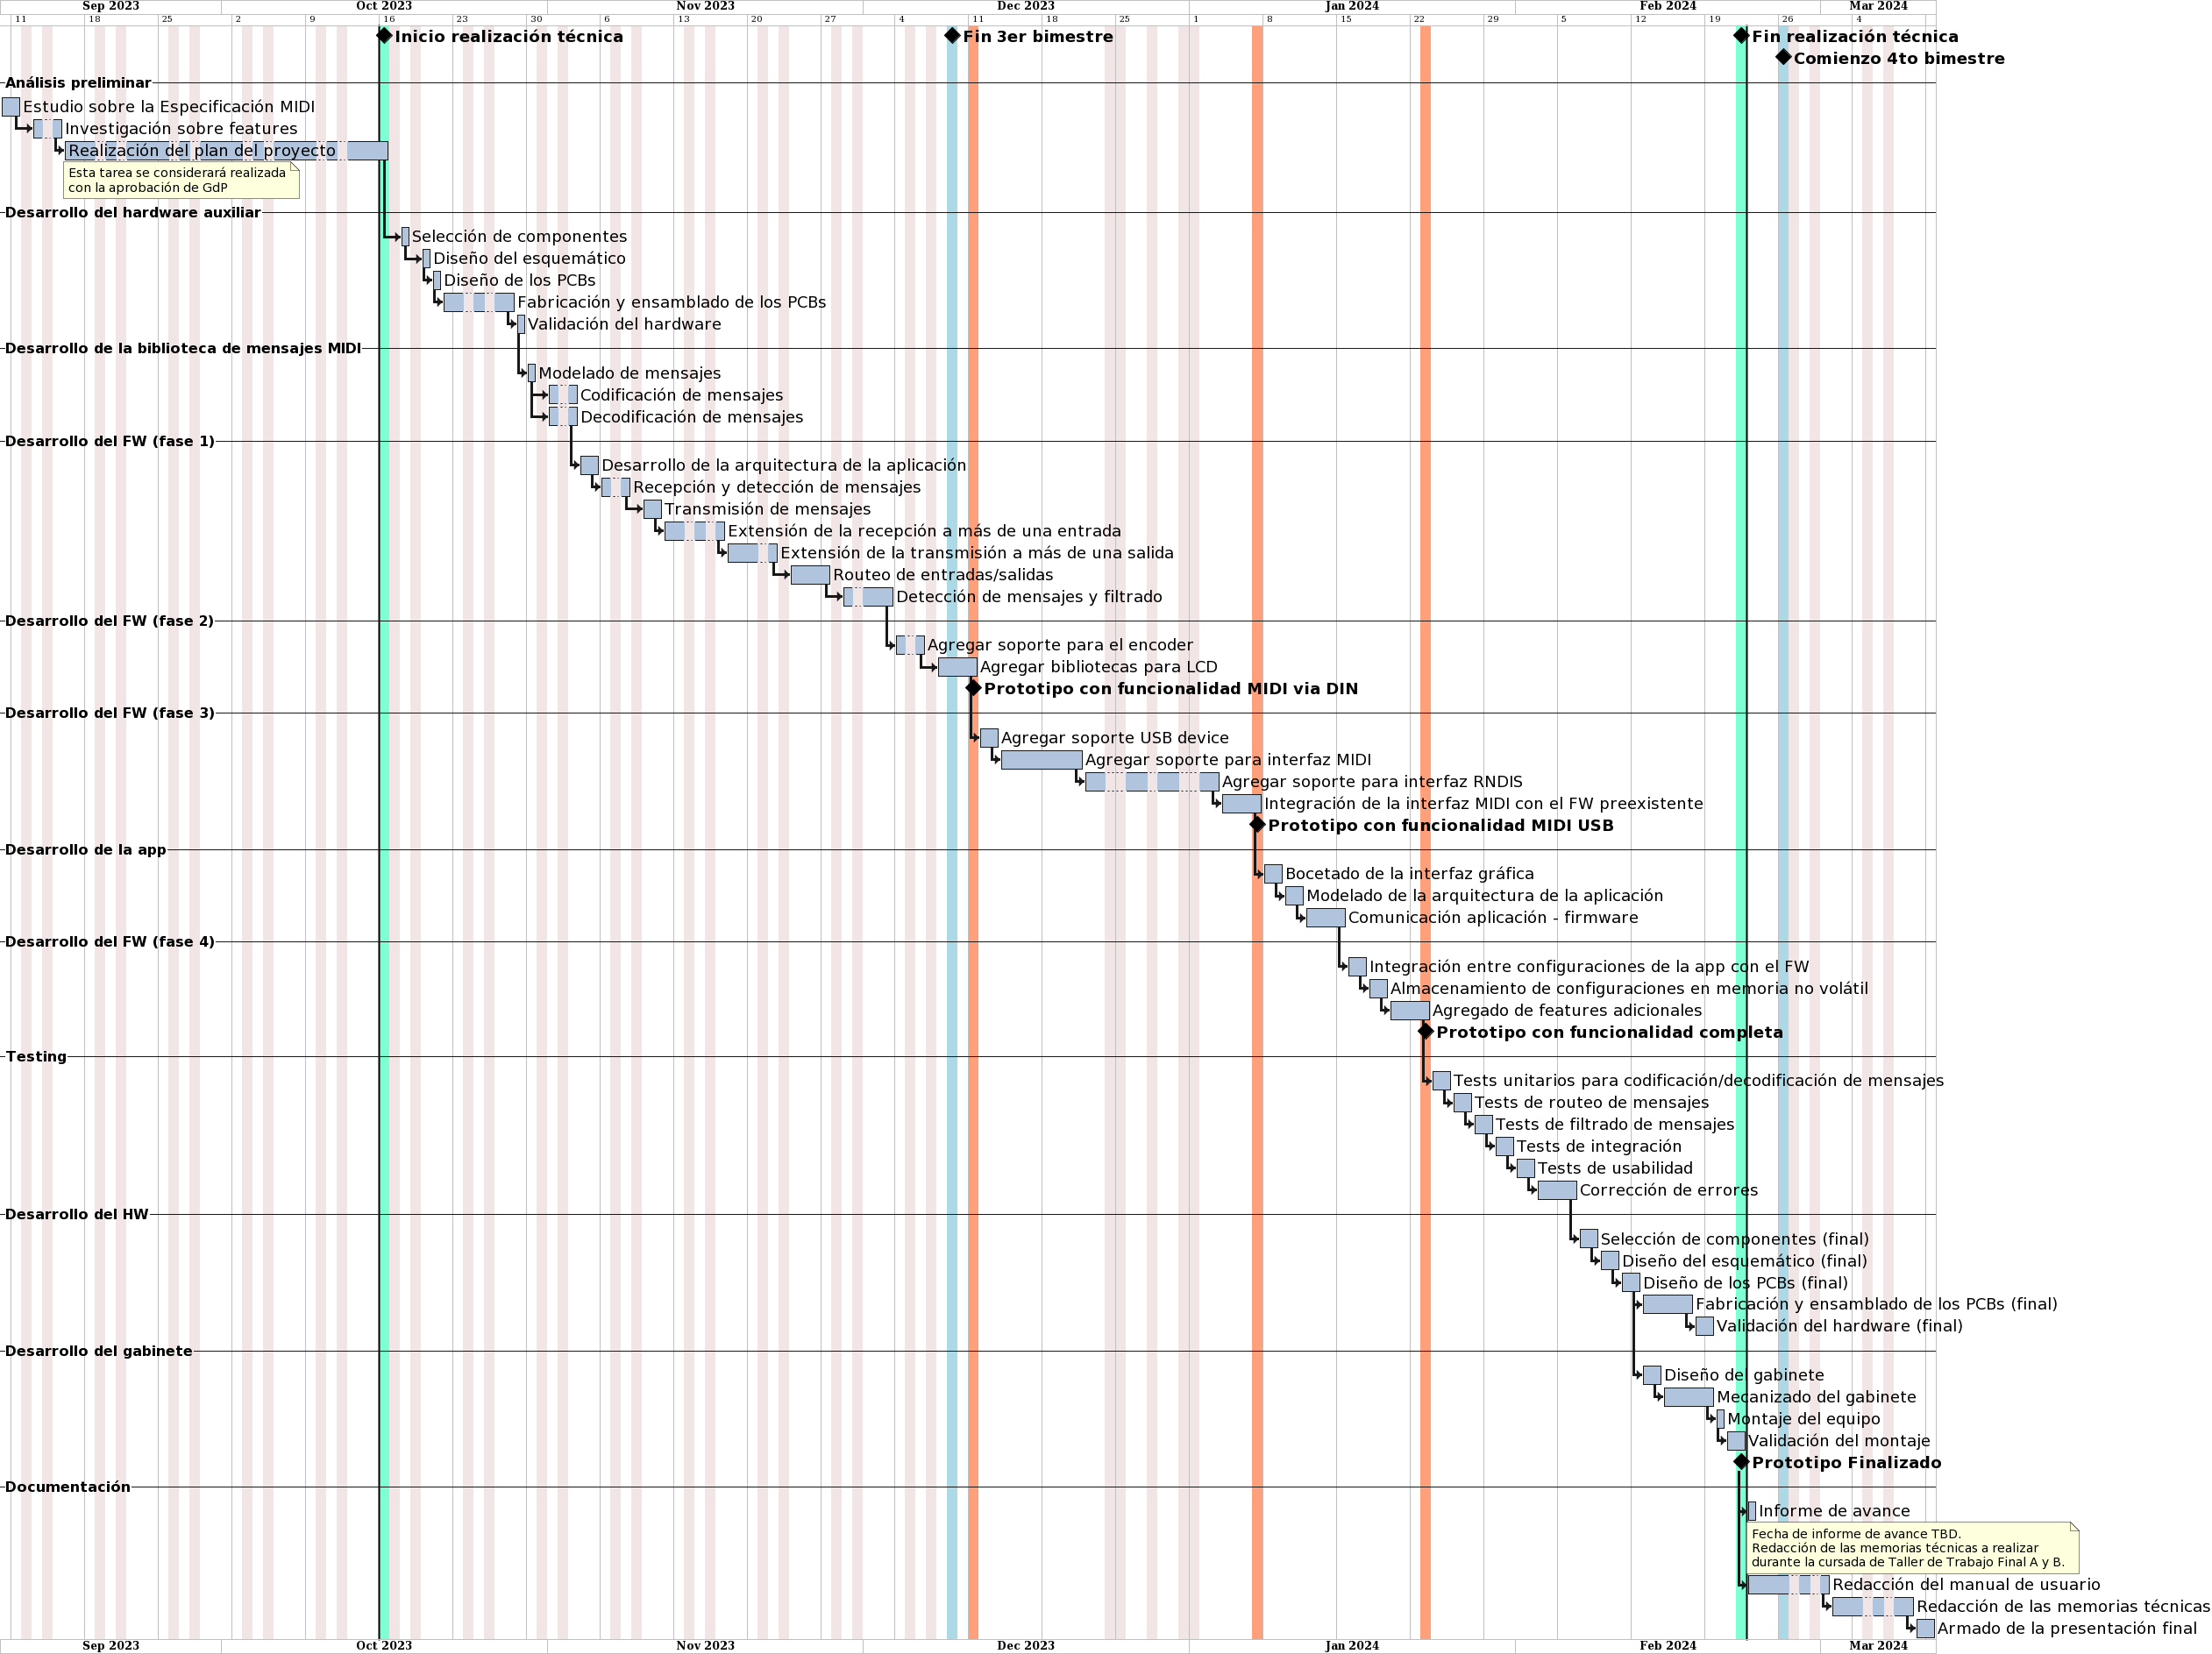 Sep 2023 Oct 2023 Nov 2023 Dec 2023 Jan 2024 Feb 2024 Mar 2024
11 18 25 2 9 16 23 30 6 13 20 27 4 11 18 25 1 8 15 22 29 5 12 19 26 4
Inicio realización técnica Fin 3er bimestre Fin realización técnica
Comienzo 4to bimestre
Análisis preliminar
Estudio sobre la Especificación MIDI
Investigación sobre features
Realización del plan del proyecto
Esta tarea se considerará realizada
con la aprobación de GdP
Desarrollo del hardware auxiliar
Selección de componentes
Diseño del esquemático
Diseño de los PCBs
Fabricación y ensamblado de los PCBs
Validación del hardware
Desarrollo de la biblioteca de mensajes MIDI
Modelado de mensajes
Codificación de mensajes
Decodificación de mensajes
Desarrollo del FW (fase 1)
Desarrollo de la arquitectura de la aplicación
Recepción y detección de mensajes
Transmisión de mensajes
Extensión de la recepción a más de una entrada
Extensión de la transmisión a más de una salida
Routeo de entradas/salidas
Detección de mensajes y filtrado
Desarrollo del FW (fase 2)
Agregar soporte para el encoder
Agregar bibliotecas para LCD
Prototipo con funcionalidad MIDI via DIN
Desarrollo del FW (fase 3)
Agregar soporte USB device
Agregar soporte para interfaz MIDI
Agregar soporte para interfaz RNDIS
Integración de la interfaz MIDI con el FW preexistente
Prototipo con funcionalidad MIDI USB
Desarrollo de la app
Bocetado de la interfaz gráfica
Modelado de la arquitectura de la aplicación
Comunicación aplicación - firmware
Desarrollo del FW (fase 4)
Integración entre configuraciones de la app con el FW
Almacenamiento de configuraciones en memoria no volátil
Agregado de features adicionales
Prototipo con funcionalidad completa
Testing
Tests unitarios para codificación/decodificación de mensajes
Tests de routeo de mensajes
Tests de filtrado de mensajes
Tests de integración
Tests de usabilidad
Corrección de errores
Desarrollo del HW
Selección de componentes (final)
Diseño del esquemático (final)
Diseño de los PCBs (final)
Fabricación y ensamblado de los PCBs (final)
Validación del hardware (final)
Desarrollo del gabinete
Diseño del gabinete
Mecanizado del gabinete
Montaje del equipo
Validación del montaje
Prototipo Finalizado
Documentación
Informe de avance
Fecha de informe de avance TBD.
Redacción de las memorias técnicas a realizar
durante la cursada de Taller de Trabajo Final A y B.
Redacción del manual de usuario
Redacción de las memorias técnicas
Armado de la presentación final
Sep 2023 Oct 2023 Nov 2023 Dec 2023 Jan 2024 Feb 2024 Mar 2024